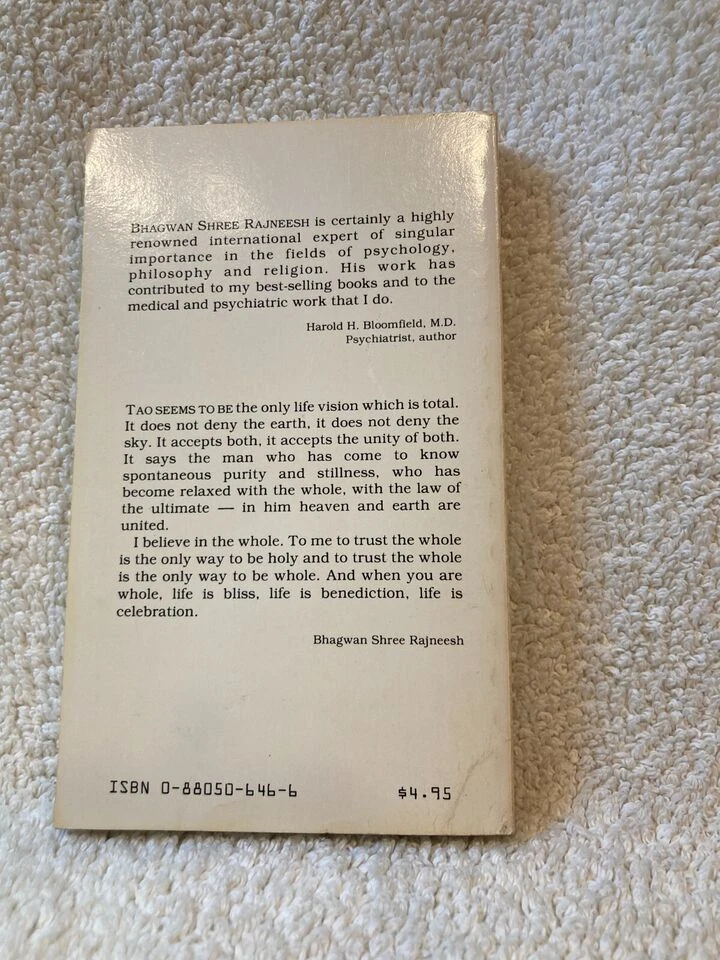 BHAGWAN SHREE RAJNEESH is certainly a highly
renowned international expert of singular
importance in the fields of psychology,
philosophy and religion. His work has
contributed to my best-selling books and to the
medical and psychiatric work that I do.
Harold H. Bloomfield, M.D.
Psychiatrist, author
TAO SEEMS TO BE the only life vision which is total.
It does not deny the earth, it does not deny the
sky. It accepts both, it accepts the unity of both.
It says the man who has come to know
spontaneous purity and stillness, who has
become relaxed with the whole, with the law of
the ultimate — in him heaven and earth are
united.
I believe in the whole. To me to trust the whole
is the only way to be holy and to trust the whole
is the only way to be whole. And when you are
whole, life is bliss, life is benediction, life is
celebration.
Bhagwan Shree Rajneesh
ISBN 0-88050-646-6
$4.95